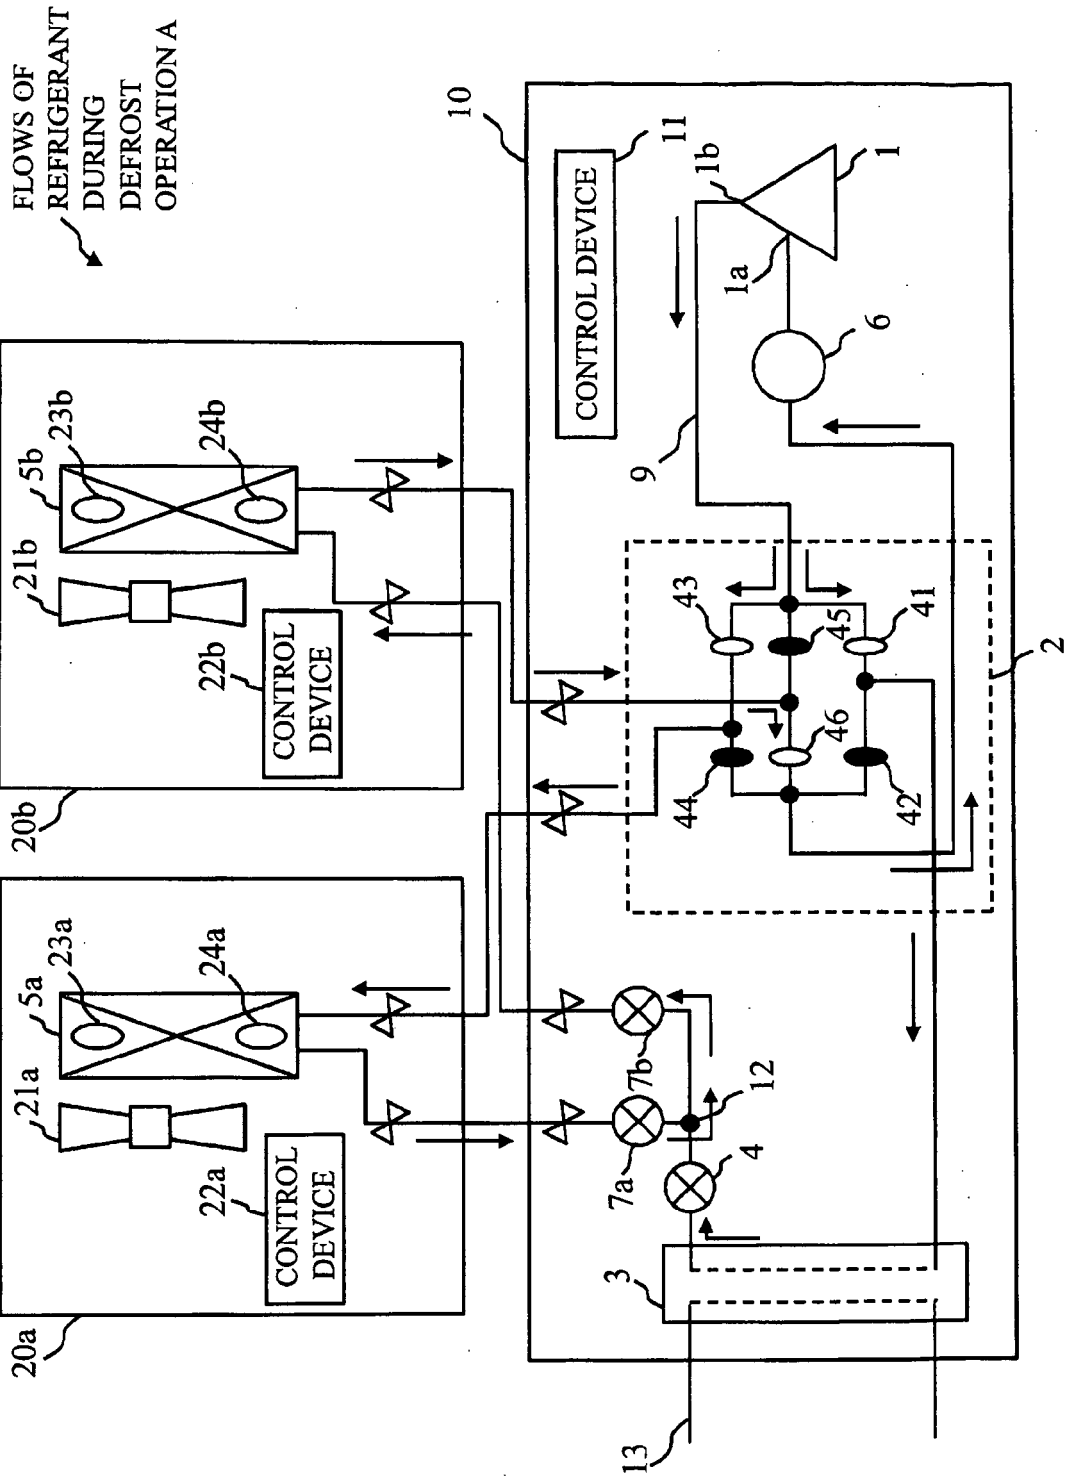 FLOWS OF
REFRIGERANT
DURING
DEFROST
OPERATION A
20a
21a
5a
23a
24a
22a
CONTROL
DEVICE
20b
21b
5b
23b
24b
22b
CONTROL
DEVICE
10
CONTROL DEVICE
11
1b
1a
1
6
9
43
45
41
44
46
42
2
7b
7a
12
4
3
13